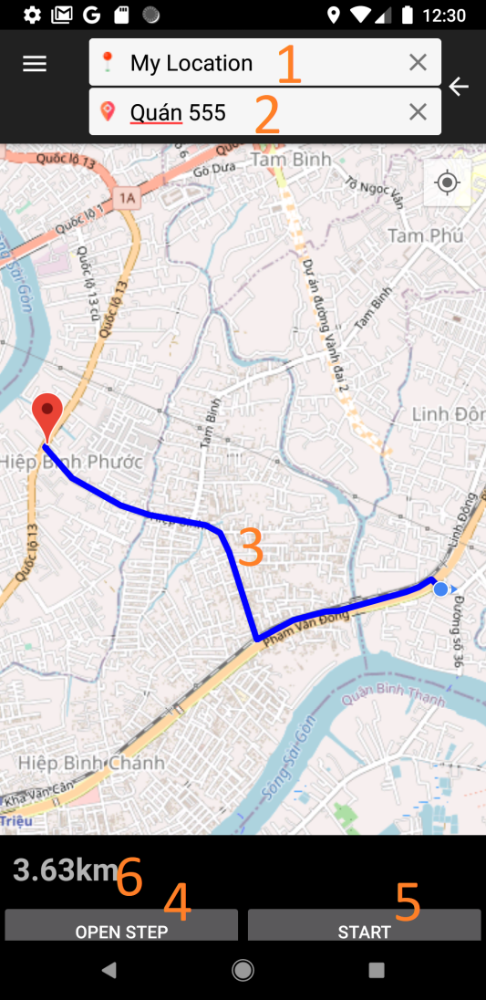 12:30
My Location 1
Quán 555 2
Quốc lộ 13
Gò Dưa
Tam Bình
Tô Ngọc Vân
1A
Quốc lộ 1
Tam Phú
Sông Sài Gòn
Quốc lộ 13 cũ
Quốc lộ 13
Dự án đường Vành đai 2
Tam Bình
Tam Bình
Linh Đôn
Hiệp Bình Phước
Linh Đông
Quốc lộ 13
3
Phạm Văn Đồng
Đường số 36
Quận Bình Thạnh
Sông Sài Gòn
Hiệp Bình Chánh
Kha Vạn Cân
Triệu
3.63km 6
4 5
OPEN STEP START